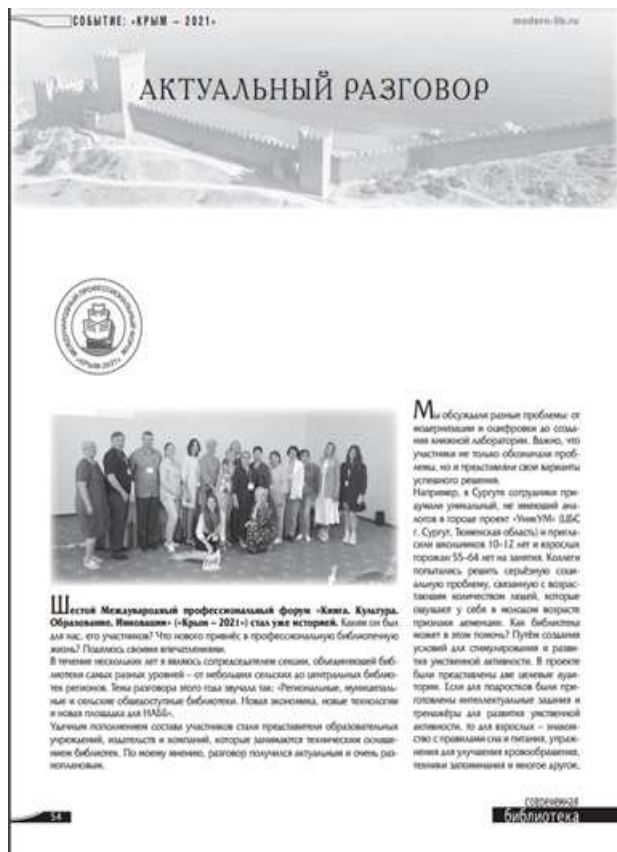 СОБЫТИЕ: «КРЫМ – 2021»
modern-lib.ru
АКТУАЛЬНЫЙ РАЗГОВОР
МЕЖДУНАРОДНЫЙ ПРОФЕССИОНАЛЬНЫЙ ФОРУМ
«КРЫМ-2021»
Шестой Международный профессиональный форум «Книга. Культура.
Образование. Инновации» («Крым – 2021») стал уже историей. Каким он был
для нас, его участников? Что нового привнёс в профессиональную библиотечную
жизнь? Поделюсь своими впечатлениями.
В течение нескольких лет я являюсь сопредседателем секции, объединяющей биб-
лиотеки самых разных уровней – от небольших сельских до центральных библио-
тек регионов. Тема разговора этого года звучала так: «Региональные, муниципаль-
ные и сельские общедоступные библиотеки. Новая экономика, новые технологии
и новая площадка для НАББ».
Удачным пополнением состава участников стали представители образовательных
учреждений, издательств и компаний, которые занимаются техническим оснаще-
нием библиотек. По моему мнению, разговор получился актуальным и очень раз-
ноплановым.
Мы обсуждали разные проблемы: от
модернизации и оцифровки до созда-
ния книжной лаборатории. Важно, что
участники не только обозначали проб-
лемы, но и представляли свои варианты
успешного решения.
Например, в Сургуте сотрудники при-
думали уникальный, не имеющий ана-
логов в городе проект «УникУМ» (ЦБС
г. Сургут, Тюменская область) и пригла-
сили школьников 10–12 лет и взрослых
горожан 55–64 лет на занятия. Коллеги
попытались решить серьёзную соци-
альную проблему, связанную с возрас-
тающим количеством людей, которые
ощущают у себя в молодом возрасте
признаки деменции. Как библиотека
может в этом помочь? Путём создания
условий для стимулирования и разви-
тия умственной активности. В проекте
были представлены две целевые ауди-
тории. Если для подростков были при-
готовлены интеллектуальные задания и
тренажёры для развития умственной
активности, то для взрослых – знаком-
ство с правилами сна и питания, упраж-
нения для улучшения кровообращения,
техники запоминания и многое другое,
54
современная
библиотека